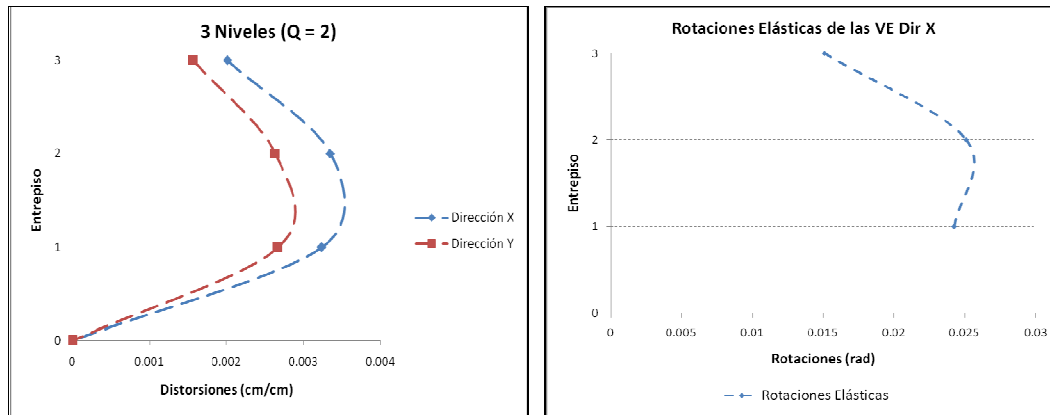 3 Niveles (Q = 2)
3
2
1
0
Entrepiso
0
0.001
0.002
0.003
0.004
Distorsiones (cm/cm)
Dirección X
Dirección Y
Rotaciones Elásticas de las VE Dir X
3
2
1
0
Entrepiso
0
0.005
0.01
0.015
0.02
0.025
0.03
Rotaciones (rad)
Rotaciones Elásticas